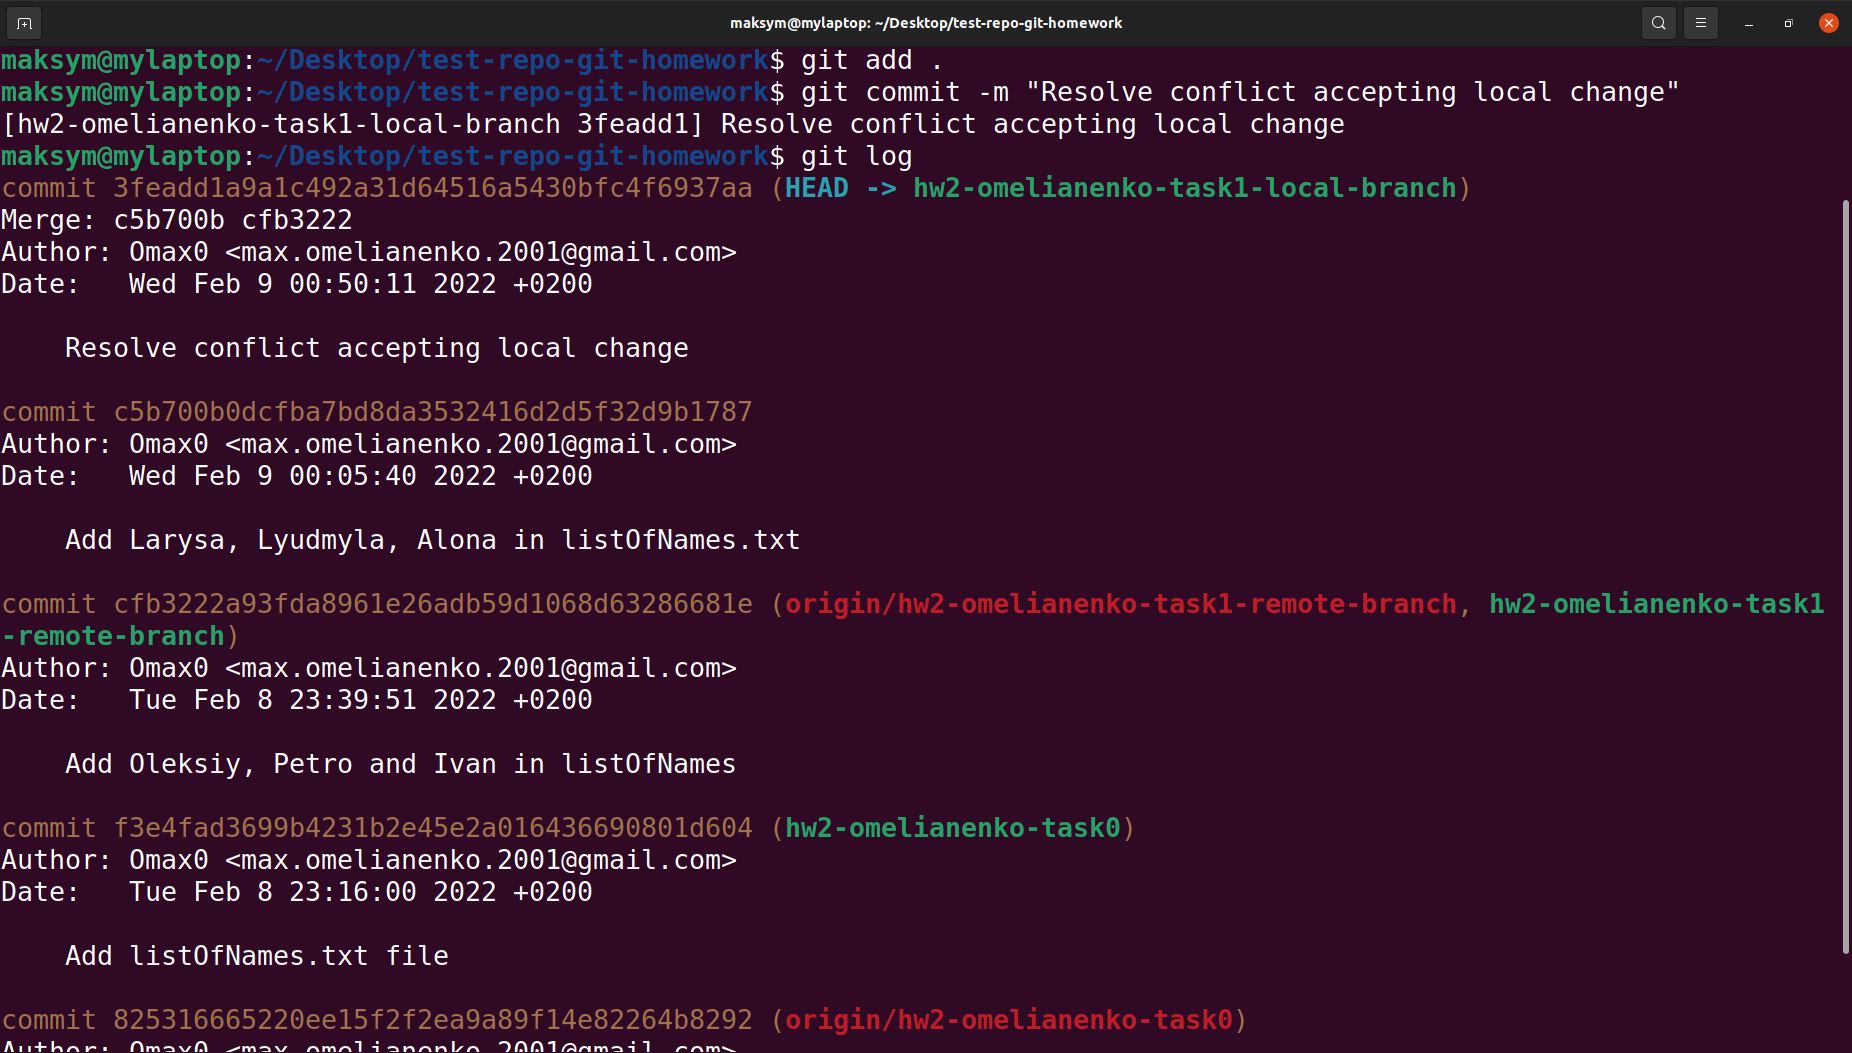 maksym@mylaptop: ~/Desktop/test-repo-git-homework
maksym@mylaptop:~/Desktop/test-repo-git-homework$ git add .
maksym@mylaptop:~/Desktop/test-repo-git-homework$ git commit -m "Resolve conflict accepting local change"
[hw2-omelianenko-task1-local-branch 3feadd1] Resolve conflict accepting local change
maksym@mylaptop:~/Desktop/test-repo-git-homework$ git log
commit 3feadd1a9a1c492a31d64516a5430bfc4f6937aa (HEAD -> hw2-omelianenko-task1-local-branch)
Merge: c5b700b cfb3222
Author: Omax0 <max.omelianenko.2001@gmail.com>
Date:   Wed Feb 9 00:50:11 2022 +0200
    Resolve conflict accepting local change
commit c5b700b0dcfba7bd8da3532416d2d5f32d9b1787
Author: Omax0 <max.omelianenko.2001@gmail.com>
Date:   Wed Feb 9 00:05:40 2022 +0200
    Add Larysa, Lyudmyla, Alona in listOfNames.txt
commit cfb3222a93fda8961e26adb59d1068d63286681e (origin/hw2-omelianenko-task1-remote-branch, hw2-omelianenko-task1
-remote-branch)
Author: Omax0 <max.omelianenko.2001@gmail.com>
Date:   Tue Feb 8 23:39:51 2022 +0200
    Add Oleksiy, Petro and Ivan in listOfNames
commit f3e4fad3699b4231b2e45e2a016436690801d604 (hw2-omelianenko-task0)
Author: Omax0 <max.omelianenko.2001@gmail.com>
Date:   Tue Feb 8 23:16:00 2022 +0200
    Add listOfNames.txt file
commit 825316665220ee15f2f2ea9a89f14e82264b8292 (origin/hw2-omelianenko-task0)
Author: Omax0 <max.omelianenko.2001@gmail.com>